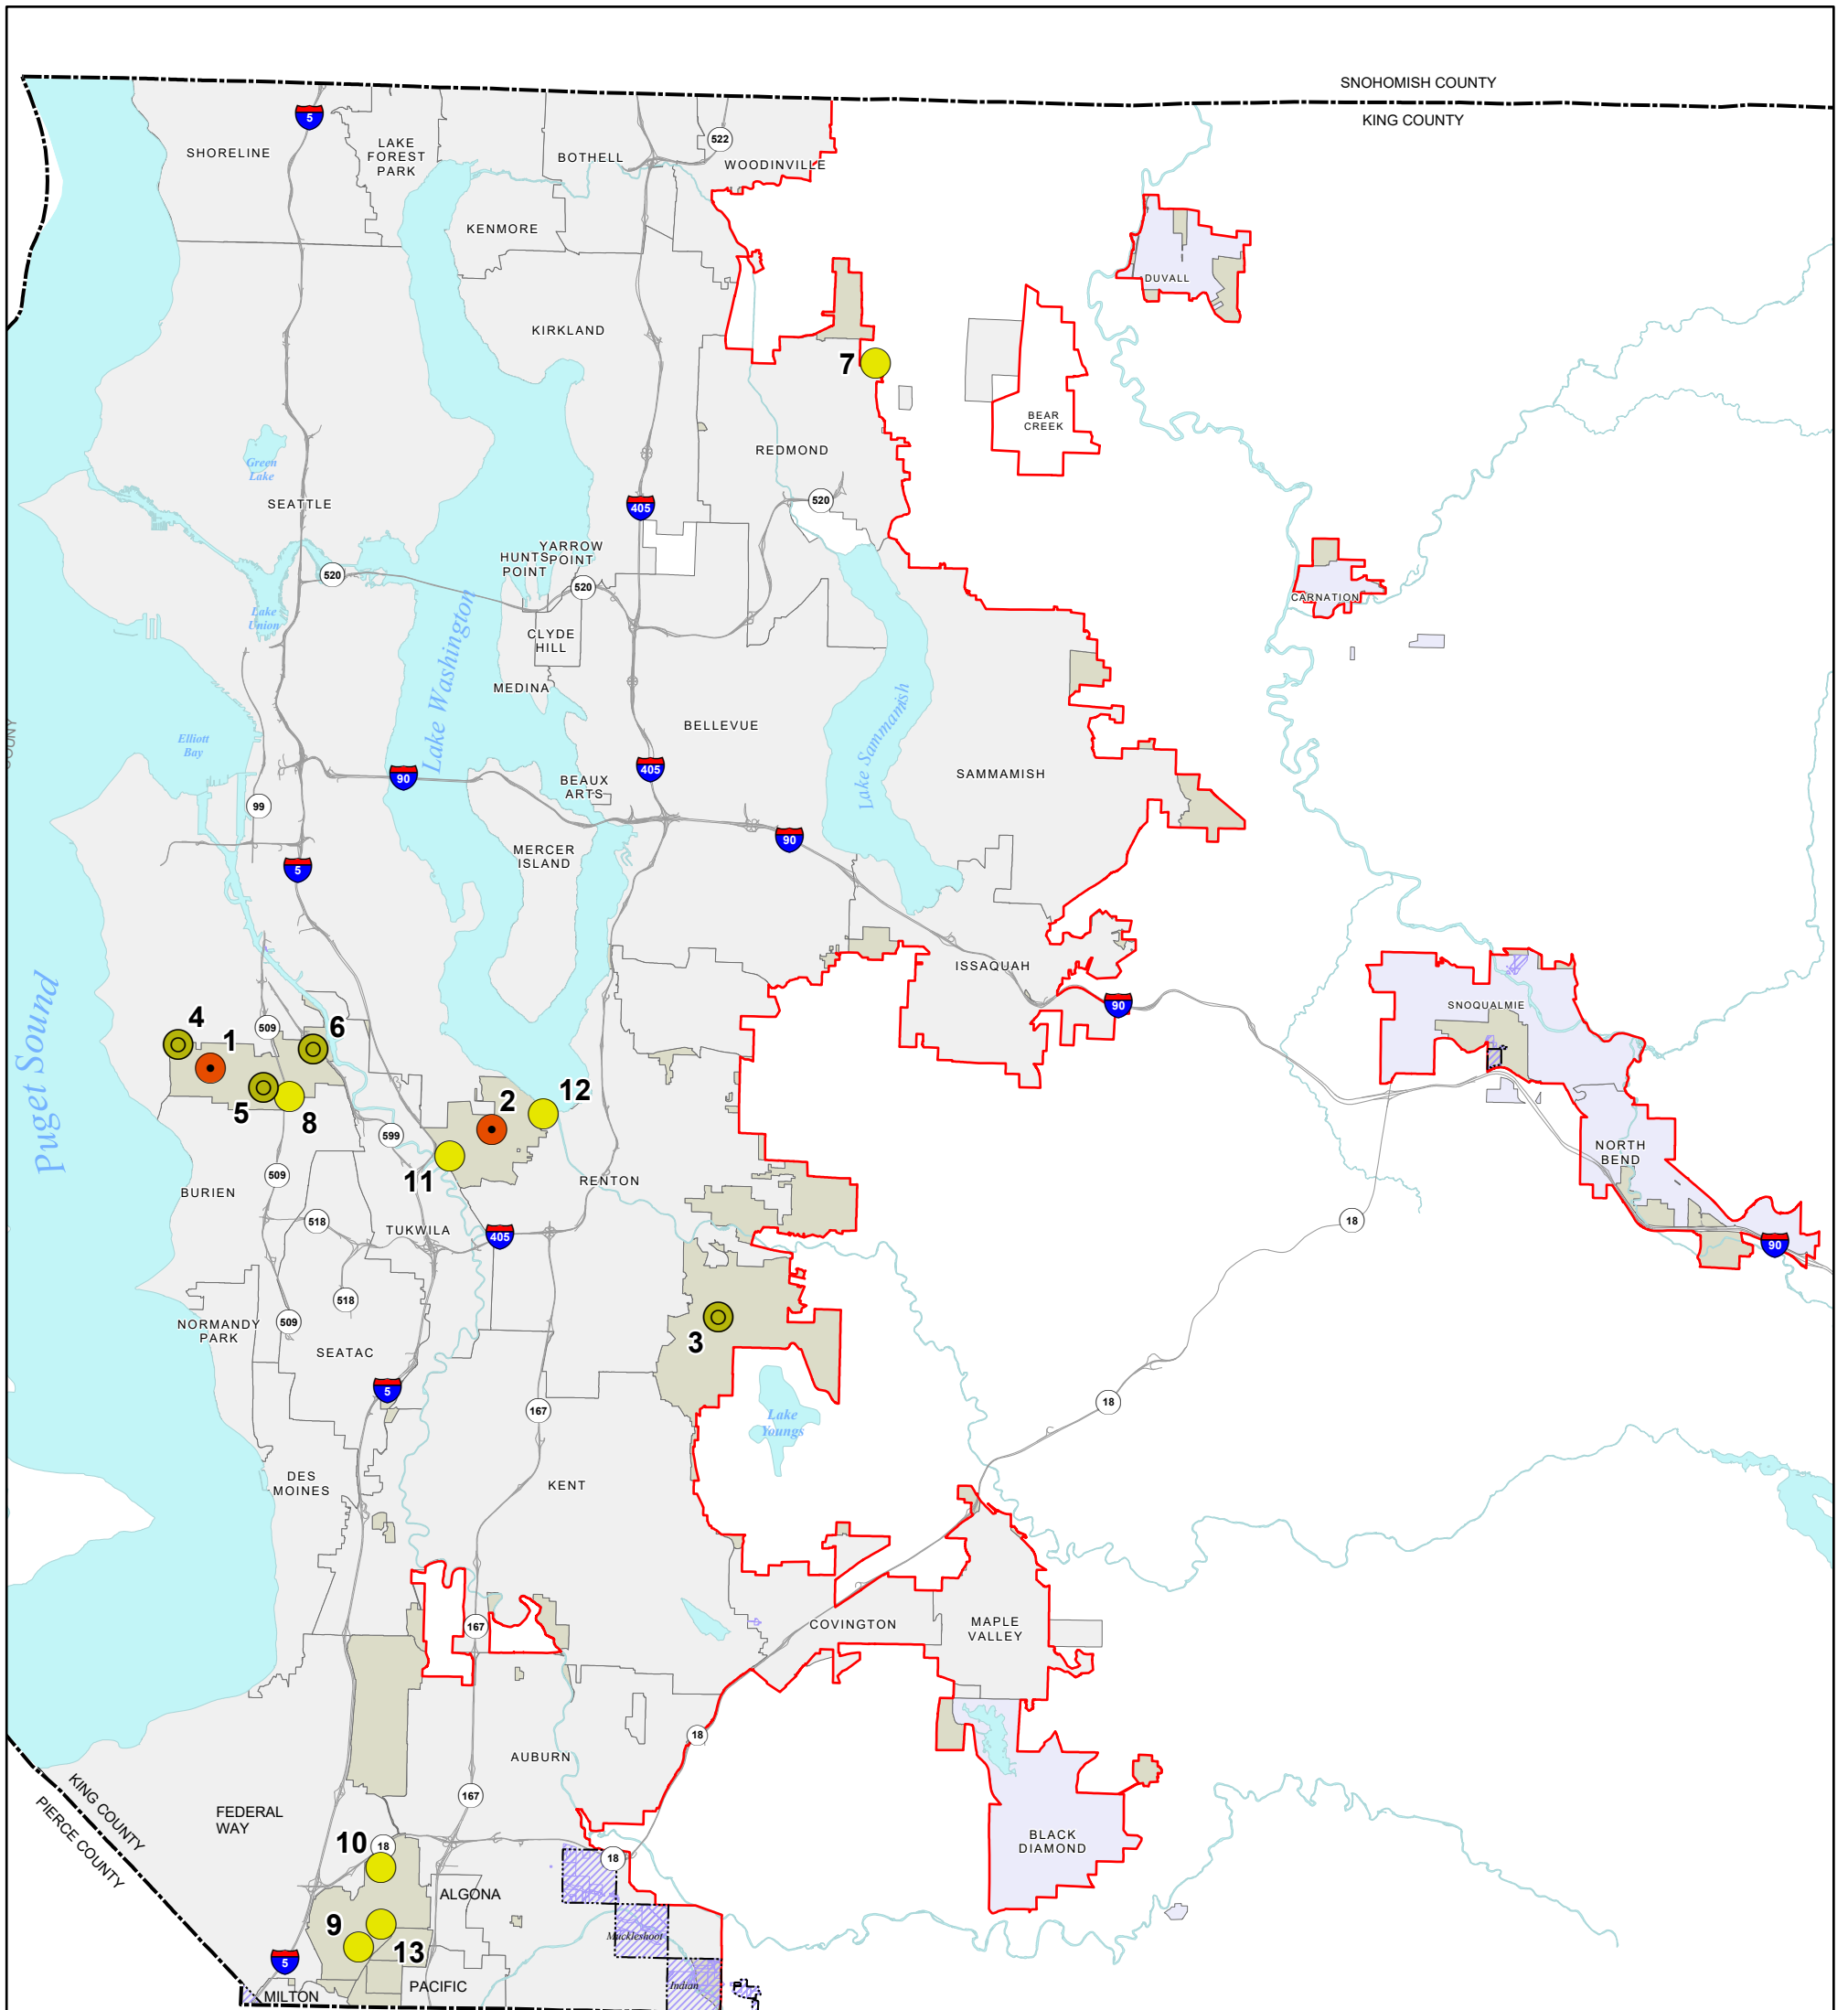 SNOHOMISH COUNTY
KING COUNTY
5
SHORELINE
LAKE
FOREST
PARK
BOTHELL
522
WOODINVILLE
KENMORE
DUVALL
KIRKLAND
7
BEAR
CREEK
REDMOND
Green
Lake
SEATTLE
405
520
YARROW
POINT
HUNTS
POINT
520
520
CARNATION
Lake
Union
CLYDE
HILL
Lake Washington
MEDINA
BELLEVUE
Lake Sammamish
Elliott
Bay
COUNTY
90
405
SAMMAMISH
BEAUX
ARTS
99
90
MERCER
ISLAND
5
ISSAQUAH
90
SNOQUALMIE
Puget Sound
4
1
509
6
5
8
2
12
599
11
NORTH
BEND
509
BURIEN
RENTON
518
TUKWILA
405
18
90
518
NORMANDY
PARK
509
3
SEATAC
5
167
18
Lake
Youngs
DES
MOINES
KENT
167
COVINGTON
MAPLE
VALLEY
18
AUBURN
167
KING COUNTY
PIERCE COUNTY
FEDERAL
WAY
10
18
18
BLACK
DIAMOND
ALGONA
9
13
Muckleshoot
5
PACIFIC
Indian
MILTON